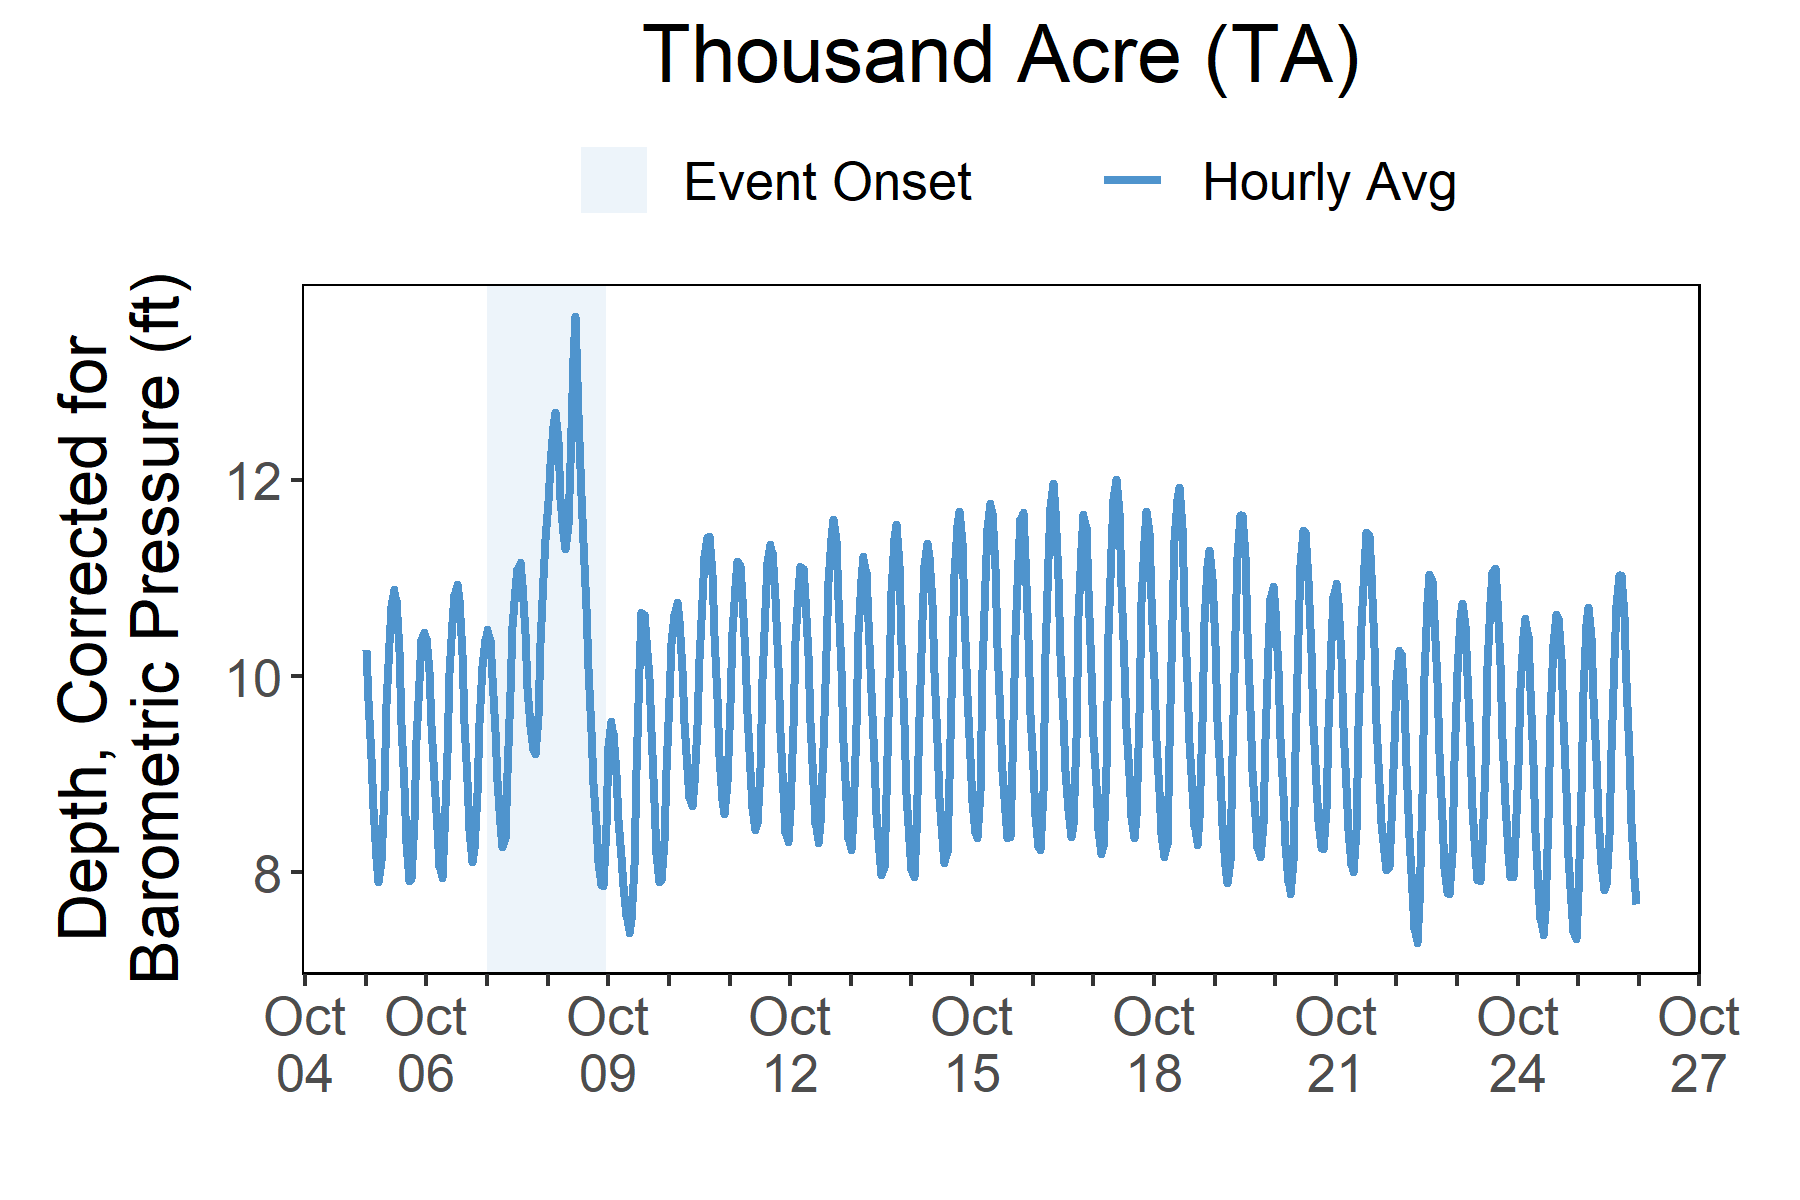 Thousand Acre (TA)
Event Onset
Hourly Avg
Depth, Corrected for
Barometric Pressure (ft)
12
10
8
Oct
04
Oct
06
Oct
09
Oct
12
Oct
15
Oct
18
Oct
21
Oct
24
Oct
27